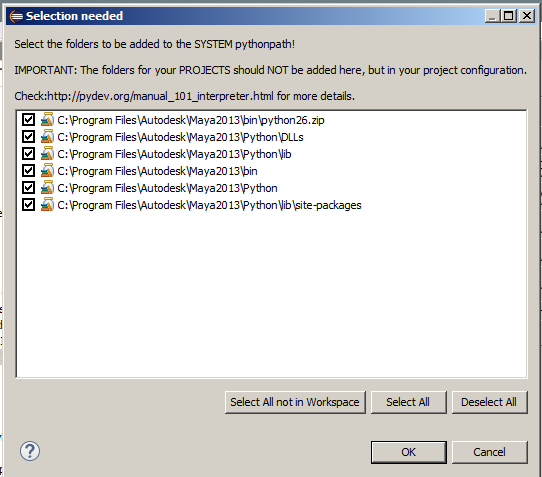 Selection needed
Select the folders to be added to the SYSTEM pythonpath!
IMPORTANT: The folders for your PROJECTS should NOT be added here, but in your project configuration.
Check:http://pydev.org/manual_101_interpreter.html for more details.
C:\Program Files\Autodesk\Maya2013\bin\python26.zip
C:\Program Files\Autodesk\Maya2013\Python\DLLs
C:\Program Files\Autodesk\Maya2013\Python\lib
C:\Program Files\Autodesk\Maya2013\bin
C:\Program Files\Autodesk\Maya2013\Python
C:\Program Files\Autodesk\Maya2013\Python\lib\site-packages
Select All not in Workspace Select All Deselect All
? OK Cancel